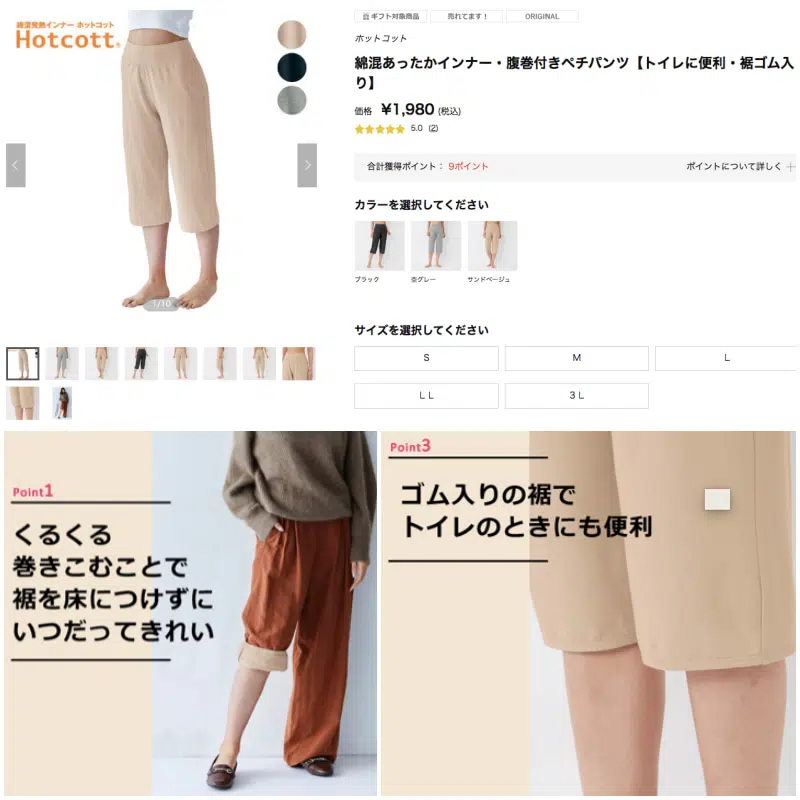 綿混発熱インナー ホットコット
Hotcott
1/10
ギフト対象商品
売れてます!
ORIGINAL
ホットコット
綿混あったかインナー・腹巻付きペチパンツ【トイレに便利・裾ゴム入
り】
価格 ¥1,980 (税込)
5.0 (2)
合計獲得ポイント: 9ポイント
ポイントについて詳しく
カラーを選択してください
ブラック
杢グレー
サンドベージュ
サイズを選択してください
S
M
L
LL
3L
Point1
くるくる
巻きこむことで
裾を床につけずに
いつだってきれい
Point3
ゴム入りの裾で
トイレのときにも便利